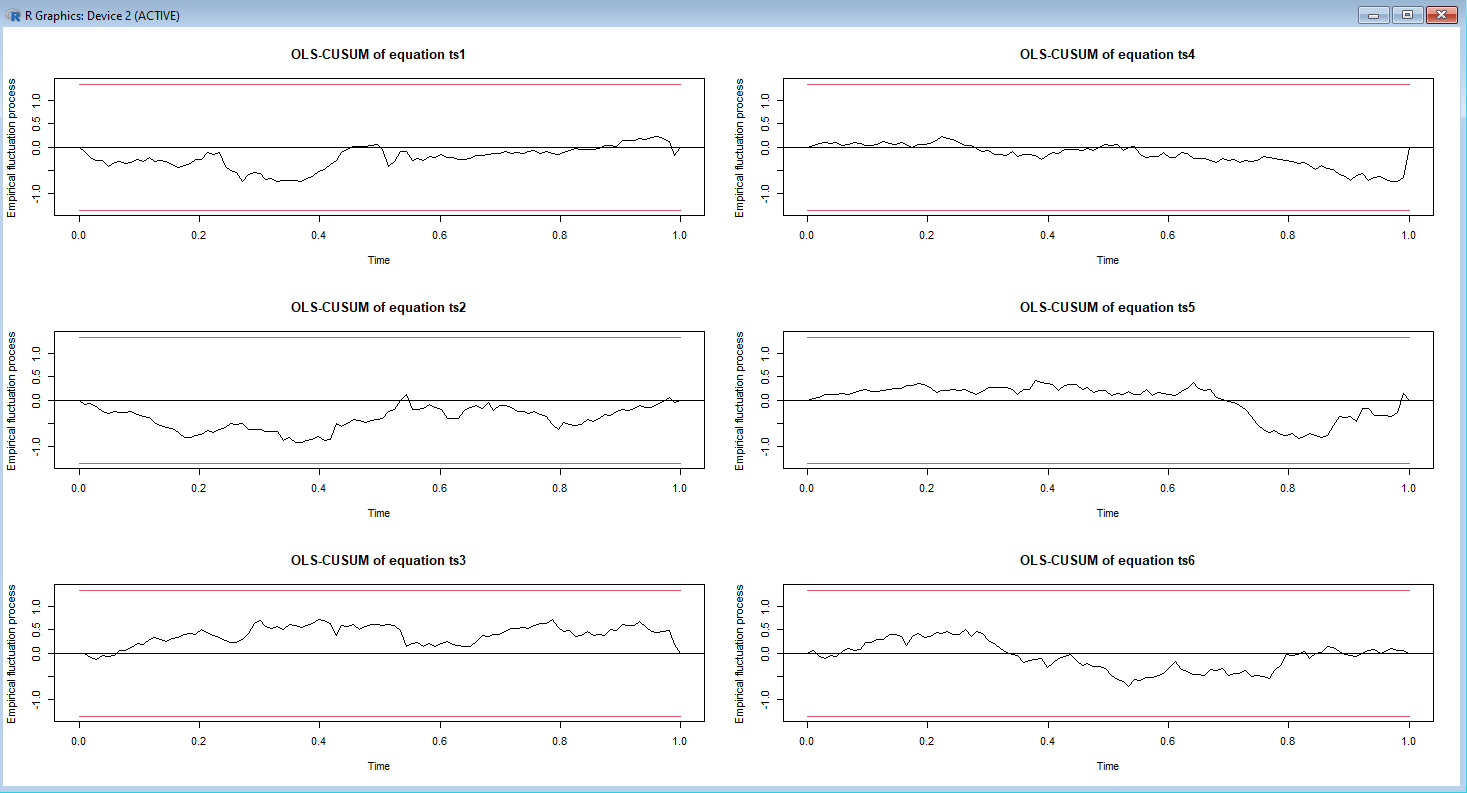 R Graphics: Device 2 (ACTIVE)
OLS-CUSUM of equation ts1
Empirical fluctuation process
-1.0 0.0 0.5 1.0
0.0 0.2 0.4 0.6 0.8 1.0
Time
OLS-CUSUM of equation ts2
Empirical fluctuation process
-1.0 0.0 0.5 1.0
0.0 0.2 0.4 0.6 0.8 1.0
Time
OLS-CUSUM of equation ts3
Empirical fluctuation process
-1.0 0.0 0.5 1.0
0.0 0.2 0.4 0.6 0.8 1.0
Time
OLS-CUSUM of equation ts4
Empirical fluctuation process
-1.0 0.0 0.5 1.0
0.0 0.2 0.4 0.6 0.8 1.0
Time
OLS-CUSUM of equation ts5
Empirical fluctuation process
-1.0 0.0 0.5 1.0
0.0 0.2 0.4 0.6 0.8 1.0
Time
OLS-CUSUM of equation ts6
Empirical fluctuation process
-1.0 0.0 0.5 1.0
0.0 0.2 0.4 0.6 0.8 1.0
Time